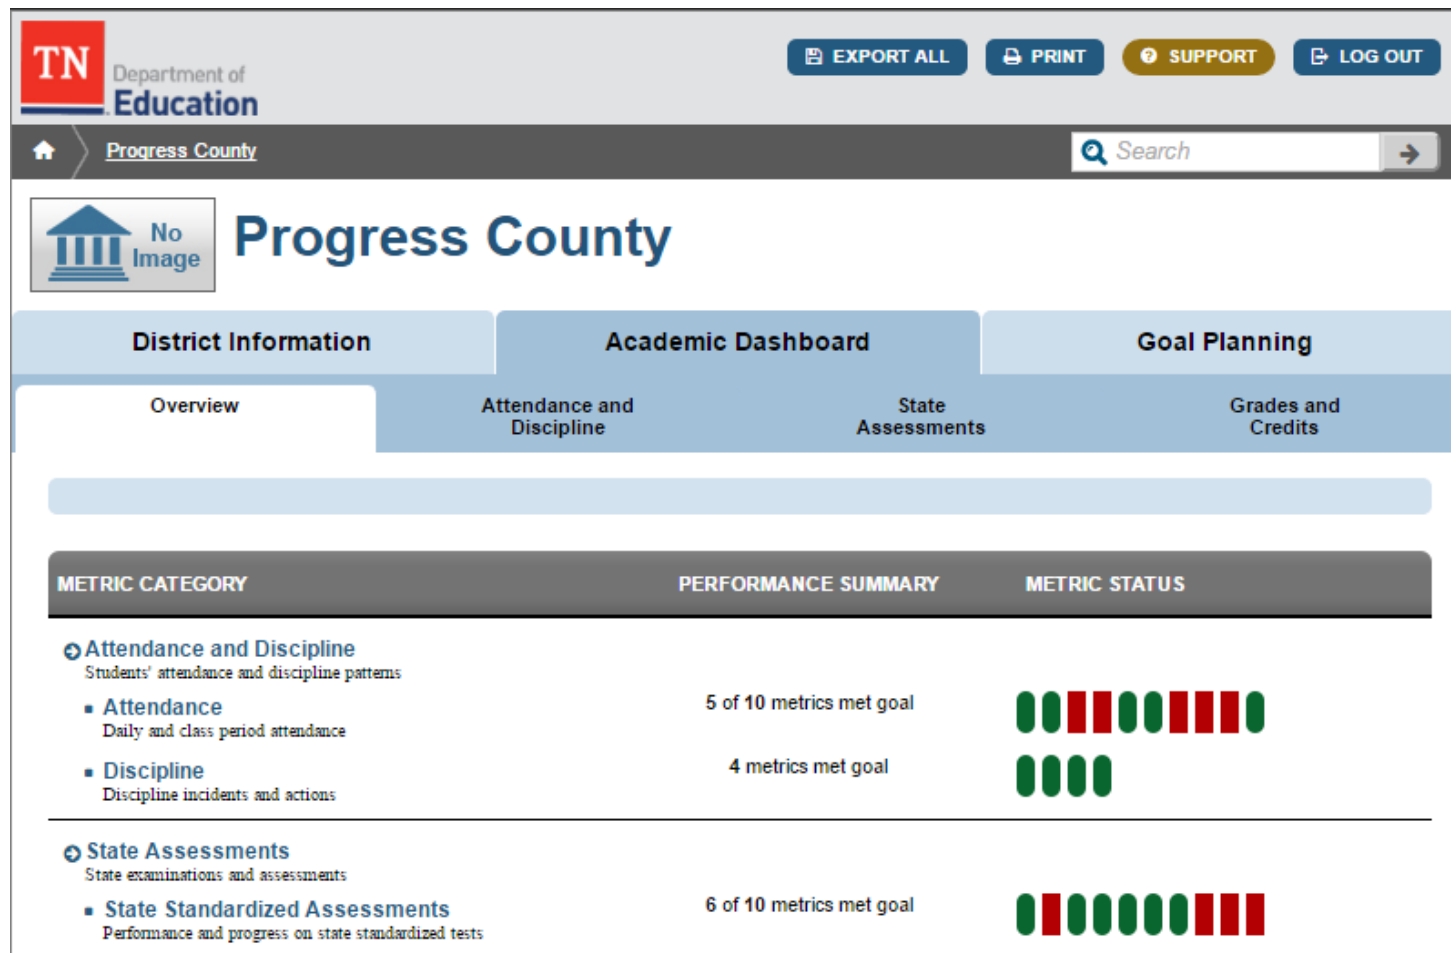 TN
Department of
Education
EXPORT ALL
PRINT
SUPPORT
LOG OUT
Progress County
Search
No
Image
Progress County
District Information
Academic Dashboard
Goal Planning
Overview
Attendance and
Discipline
State
Assessments
Grades and
Credits
METRIC CATEGORY
PERFORMANCE SUMMARY
METRIC STATUS
Attendance and Discipline
Students' attendance and discipline patterns
Attendance
5 of 10 metrics met goal
Daily and class period attendance
Discipline
4 metrics met goal
Discipline incidents and actions
State Assessments
State examinations and assessments
State Standardized Assessments
6 of 10 metrics met goal
Performance and progress on state standardized tests